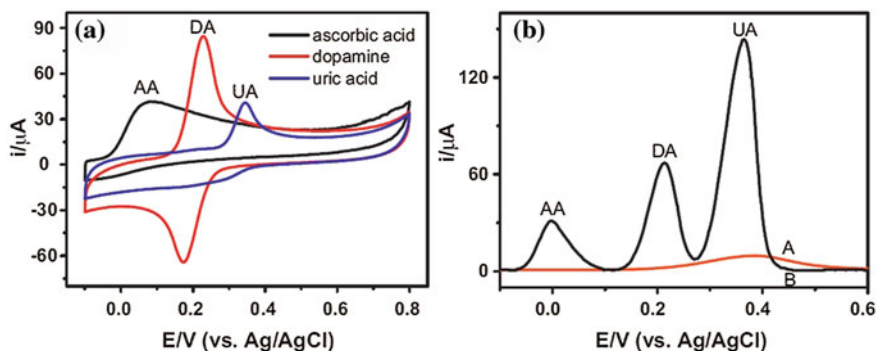 (a)
DA
AA
UA
ascorbic acid
dopamine
uric acid
i/μA
90
60
30
0
-30
-60
0.0
0.2
0.4
0.6
0.8
E/V (vs. Ag/AgCl)
(b)
UA
DA
AA
A
B
i/μA
120
60
0
0.0
0.2
0.4
0.6
E/V (vs. Ag/AgCl)